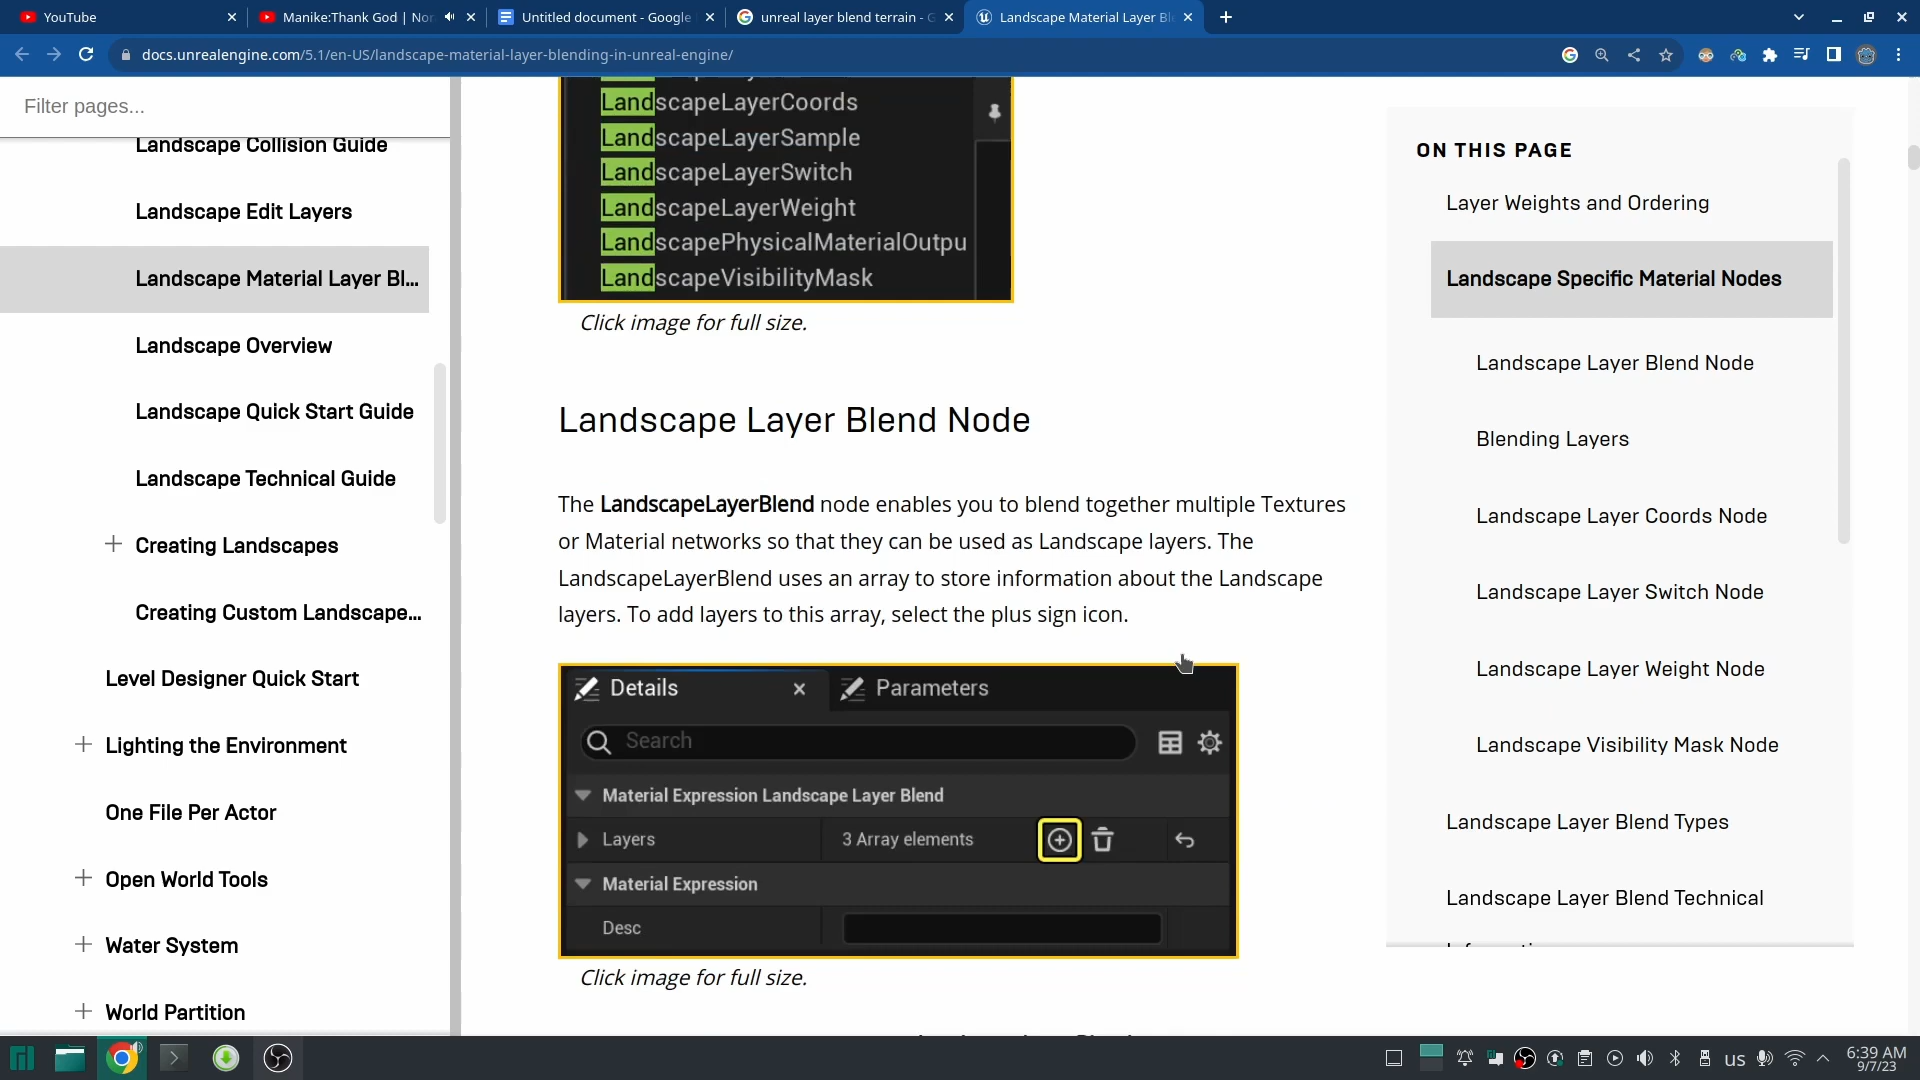 YouTube
Manike:Thank God | Nor
Untitled document - Google
unreal layer blend terrain - G
Landscape Material Layer Bl
docs.unrealengine.com/5.1/en-US/landscape-material-layer-blending-in-unreal-engine/
Filter pages...
Landscape Collision Guide
Landscape Edit Layers
Landscape Material Layer Bl...
Landscape Overview
Landscape Quick Start Guide
Landscape Technical Guide
Creating Landscapes
Creating Custom Landscape...
Level Designer Quick Start
Lighting the Environment
One File Per Actor
Open World Tools
Water System
World Partition
LandscapeLayerCoords
LandscapeLayerSample
LandscapeLayerSwitch
LandscapeLayerWeight
LandscapePhysicalMaterialOutpu
LandscapeVisibilityMask
Click image for full size.
Landscape Layer Blend Node
The LandscapeLayerBlend node enables you to blend together multiple Textures
or Material networks so that they can be used as Landscape layers. The
LandscapeLayerBlend uses an array to store information about the Landscape
layers. To add layers to this array, select the plus sign icon.
Details
Parameters
Search
Material Expression Landscape Layer Blend
Layers
3 Array elements
Material Expression
Desc
Click image for full size.
ON THIS PAGE
Layer Weights and Ordering
Landscape Specific Material Nodes
Landscape Layer Blend Node
Blending Layers
Landscape Layer Coords Node
Landscape Layer Switch Node
Landscape Layer Weight Node
Landscape Visibility Mask Node
Landscape Layer Blend Types
Landscape Layer Blend Technical
us
6:39 AM
9/7/23